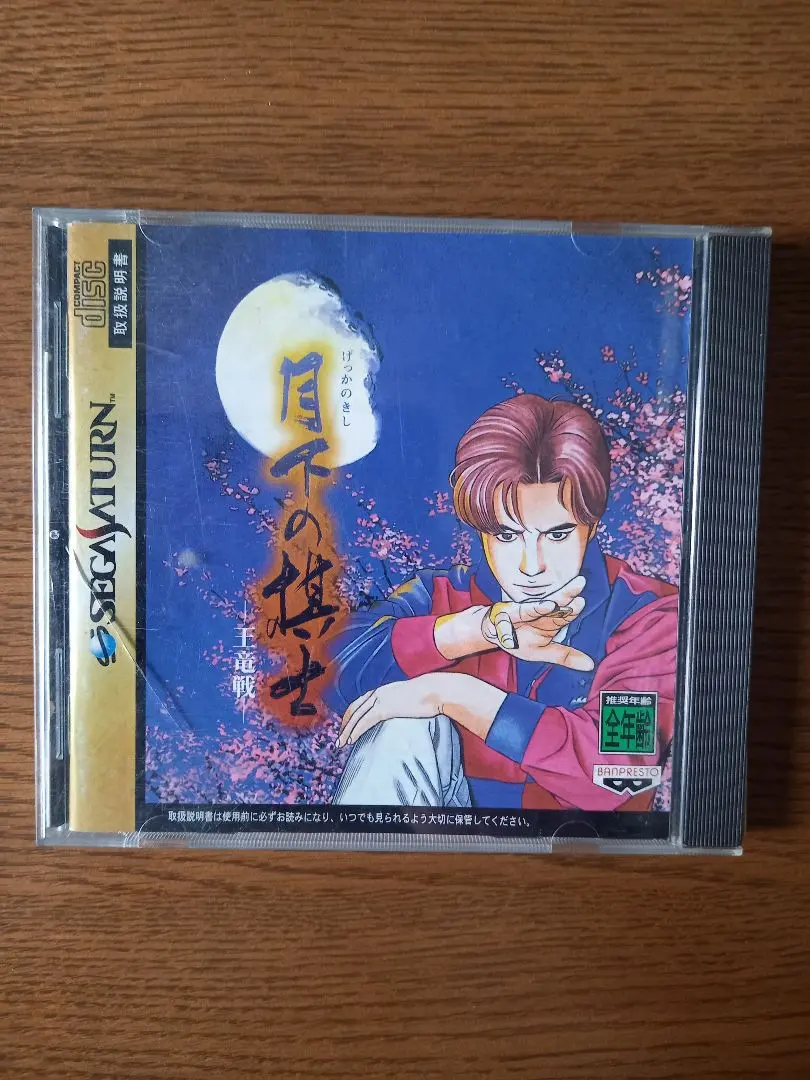 COMPACT
disc
取扱説明書
SEGA SATURN™
げっかのきし
月下の棋士
王竜戦
推奨年齢
全年齢
BANPRESTO
取扱説明書は使用前に必ずお読みになり、いつでも見られるよう大切に保管してください。